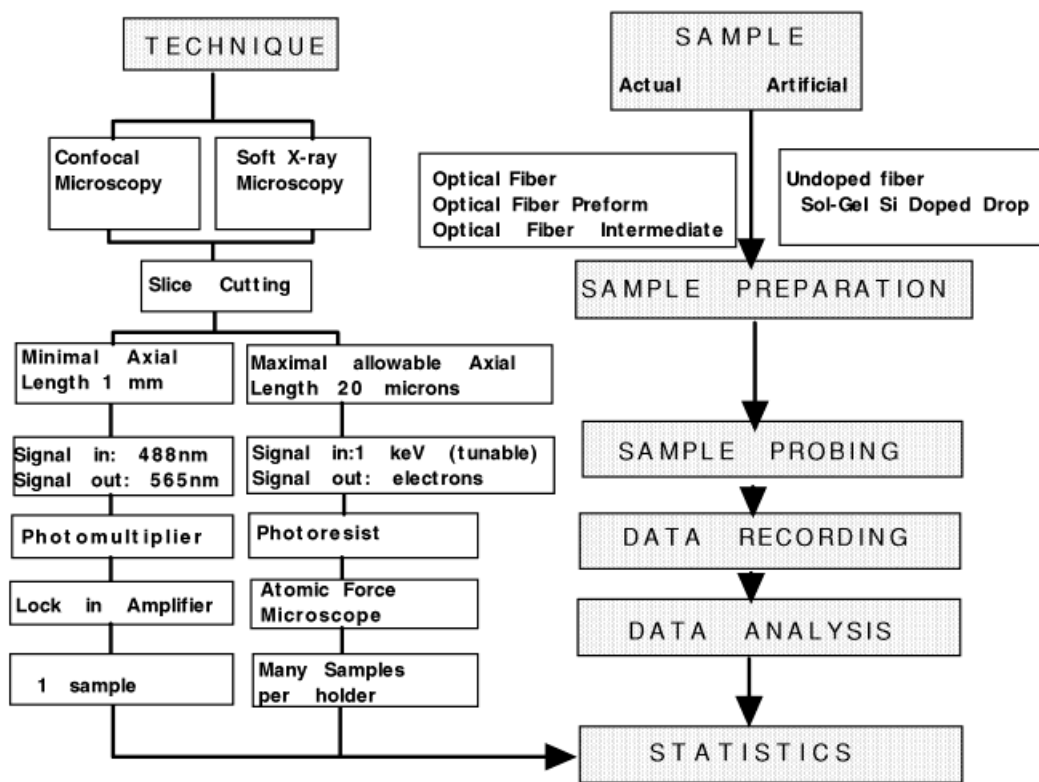 TECHNIQUE
Confocal
Microscopy
Soft X-ray
Microscopy
Slice Cutting
Minimal Axial
Length 1 mm
Maximal allowable Axial
Length 20 microns
Signal in: 488nm
Signal out: 565nm
Signal in:1 keV (tunable)
Signal out: electrons
Photomultiplier
Photoresist
Lock in Amplifier
Atomic Force
Microscope
1 sample
Many Samples
per holder
SAMPLE
Actual Artificial
Optical Fiber
Optical Fiber Preform
Optical Fiber Intermediate
Undoped fiber
Sol-Gel Si Doped Drop
SAMPLE PREPARATION
SAMPLE PROBING
DATA RECORDING
DATA ANALYSIS
STATISTICS